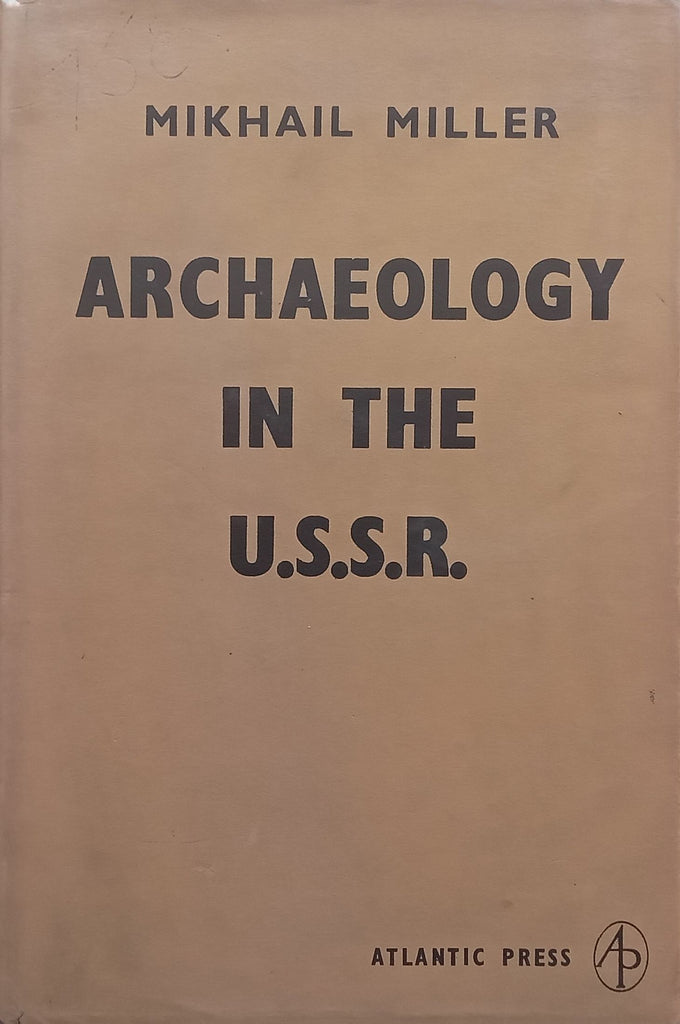 MIKHAIL MILLER
ARCHAEOLOGY
IN THE
U.S.S.R.
ATLANTIC PRESS AP